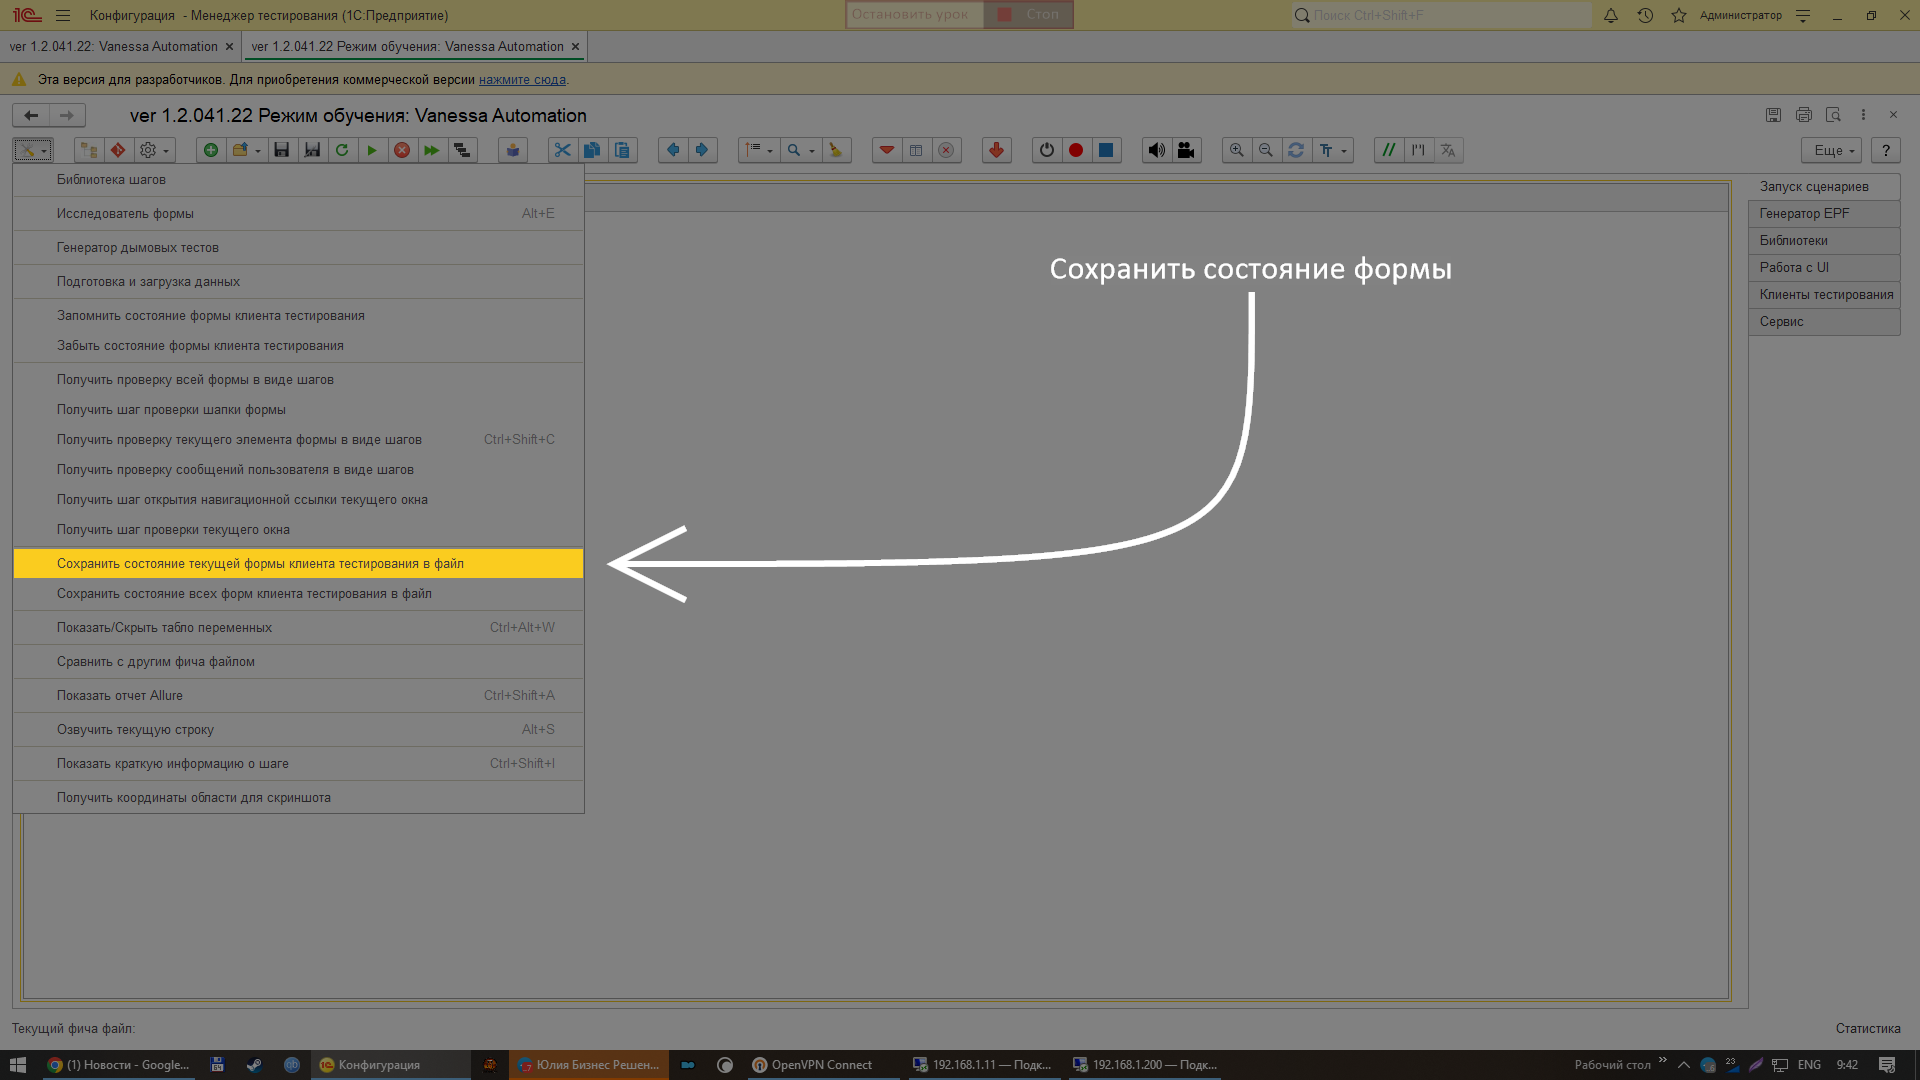 Конфигурация - Менеджер тестирования (1С:Предприятие)
Остановить урок
Стоп
Поиск Ctrl+Shift+F
Администратор
ver 1.2.041.22: Vanessa Automation
ver 1.2.041.22 Режим обучения: Vanessa Automation
Эта версия для разработчиков. Для приобретения коммерческой версии нажмите сюда.
ver 1.2.041.22 Режим обучения: Vanessa Automation
Еще
?
Библиотека шагов
Исследователь формы Alt+E
Генератор дымовых тестов
Подготовка и загрузка данных
Запомнить состояние формы клиента тестирования
Забыть состояние формы клиента тестирования
Получить проверку всей формы в виде шагов
Получить шаг проверки шапки формы
Получить проверку текущего элемента формы в виде шагов Ctrl+Shift+C
Получить проверку сообщений пользователя в виде шагов
Получить шаг открытия навигационной ссылки текущего окна
Получить шаг проверки текущего окна
Сохранить состояние текущей формы клиента тестирования в файл
Сохранить состояние всех форм клиента тестирования в файл
Показать/Скрыть табло переменных Ctrl+Alt+W
Сравнить с другим фича файлом
Показать отчет Allure Ctrl+Shift+A
Озвучить текущую строку Alt+S
Показать краткую информацию о шаге Ctrl+Shift+I
Получить координаты области для скриншота
Сохранить состояние формы
Запуск сценариев
Генератор EPF
Библиотеки
Работа с UI
Клиенты тестирования
Сервис
Текущий фича файл:
Статистика
(1) Новости - Google...
Конфигурация
Юлия Бизнес Решен...
OpenVPN Connect
192.168.1.11 — Подк...
192.168.1.200 — Подк...
Рабочий стол
23
ENG
9:42